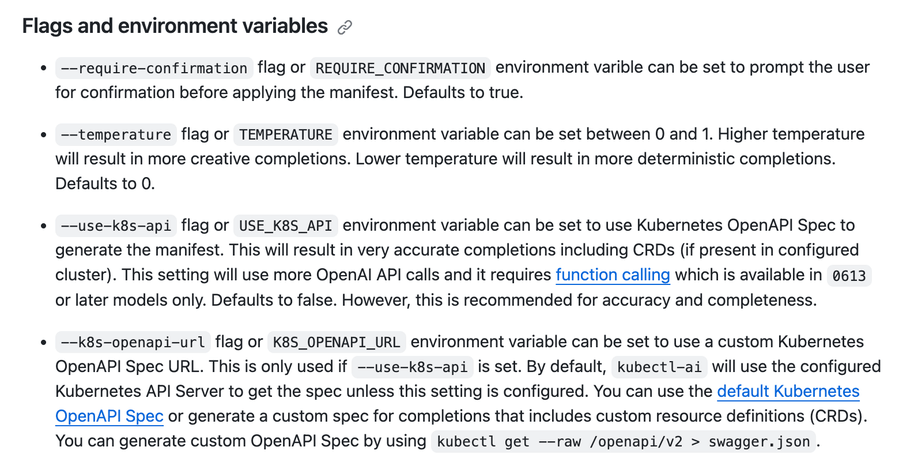 Flags and environment variables
--require-confirmation flag or REQUIRE_CONFIRMATION environment varible can be set to prompt the user
for confirmation before applying the manifest. Defaults to true.
--temperature flag or TEMPERATURE environment variable can be set between 0 and 1. Higher temperature
will result in more creative completions. Lower temperature will result in more deterministic completions.
Defaults to 0.
--use-k8s-api flag or USE_K8S_API environment variable can be set to use Kubernetes OpenAPI Spec to
generate the manifest. This will result in very accurate completions including CRDs (if present in configured
cluster). This setting will use more OpenAI API calls and it requires function calling which is available in 0613
or later models only. Defaults to false. However, this is recommended for accuracy and completeness.
--k8s-openapi-url flag or K8S_OPENAPI_URL environment variable can be set to use a custom Kubernetes
OpenAPI Spec URL. This is only used if --use-k8s-api is set. By default, kubectl-ai will use the configured
Kubernetes API Server to get the spec unless this setting is configured. You can use the default Kubernetes
OpenAPI Spec or generate a custom spec for completions that includes custom resource definitions (CRDs).
You can generate custom OpenAPI Spec by using kubectl get --raw /openapi/v2 > swagger.json.